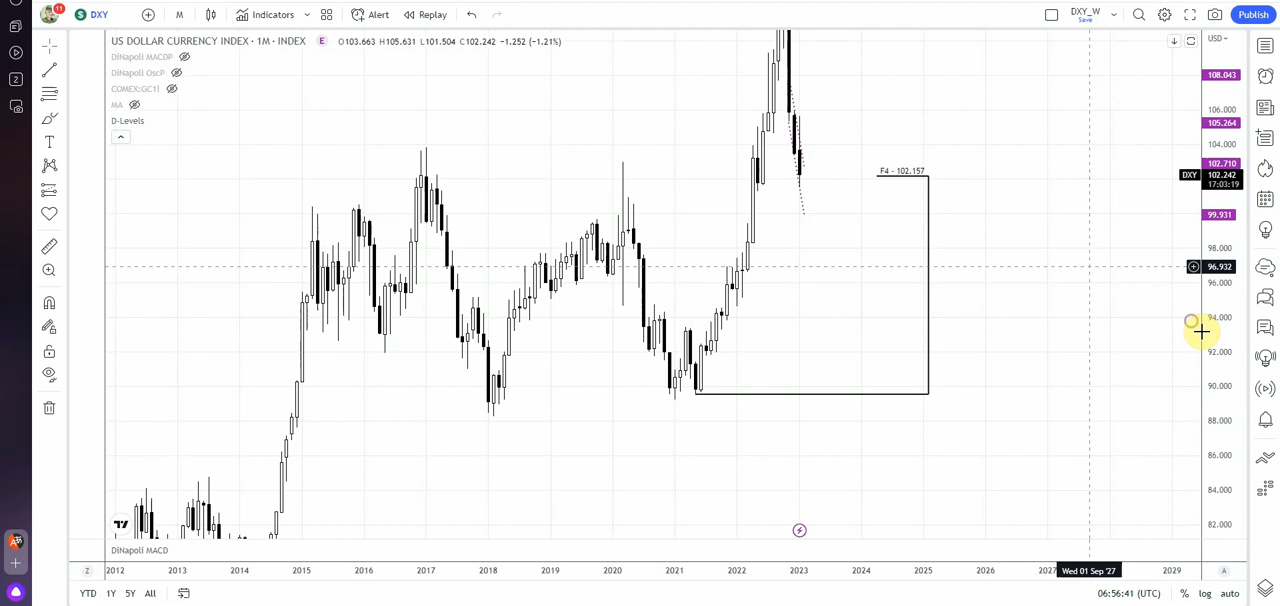 11 DXY M Indicators Alert Replay DXY_W Save Publish
US DOLLAR CURRENCY INDEX · 1M · INDEX E O103.663 H105.631 L101.504 C102.242 −1.252 (−1.21%) USD
DiNapoli MACDP
DiNapoli OscP
COMEX:GC1!
MA
D-Levels
108.043
106.000
105.264
104.000
102.710
F4 - 102.157
DXY 102.242
17:03:19
99.931
98.000
96.932
96.000
94.000
92.000
90.000
88.000
86.000
84.000
82.000
2
DiNapoli MACD
Z 2012 2013 2014 2015 2016 2017 2018 2019 2020 2021 2022 2023 2024 2025 2026 2027 Wed 01 Sep '27 2029 A
YTD 1Y 5Y All 06:56:41 (UTC) % log auto